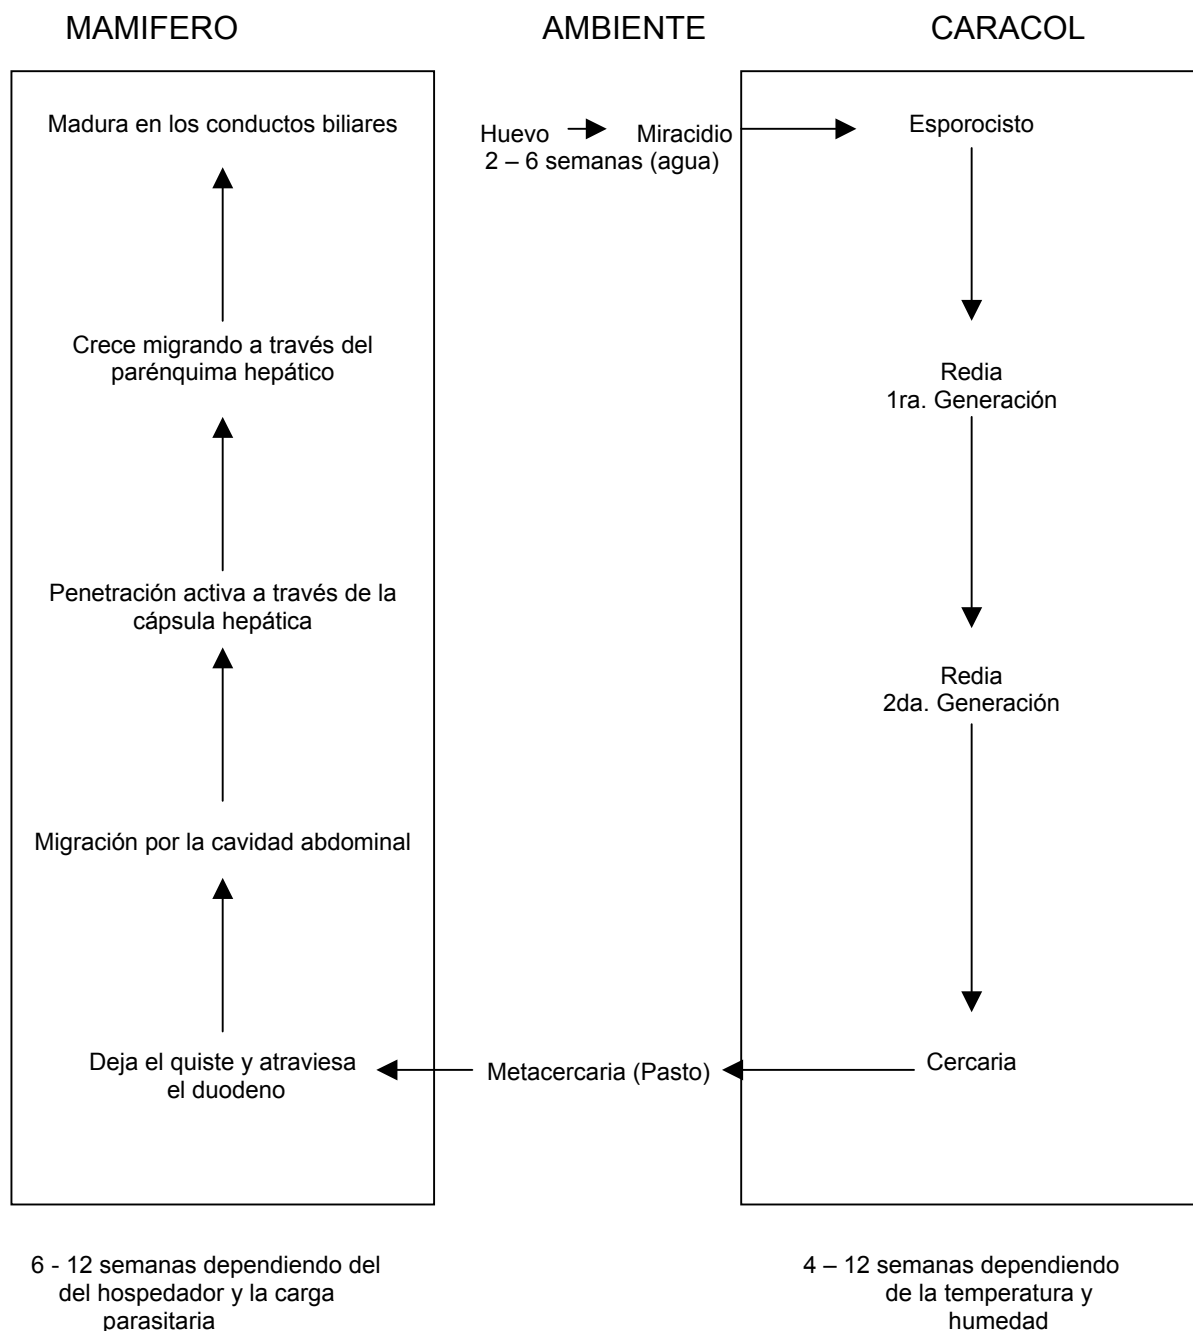 MAMIFERO
AMBIENTE
CARACOL
Madura en los conductos biliares
Crece migrando a través del
parénquima hepático
Penetración activa a través de la
cápsula hepática
Migración por la cavidad abdominal
Deja el quiste y atraviesa
el duodeno
6 - 12 semanas dependiendo del
del hospedador y la carga
parasitaria
Huevo
Miracidio
2 – 6 semanas (agua)
Metacercaria (Pasto)
Esporocisto
Redia
1ra. Generación
Redia
2da. Generación
Cercaria
4 – 12 semanas dependiendo
de la temperatura y
humedad